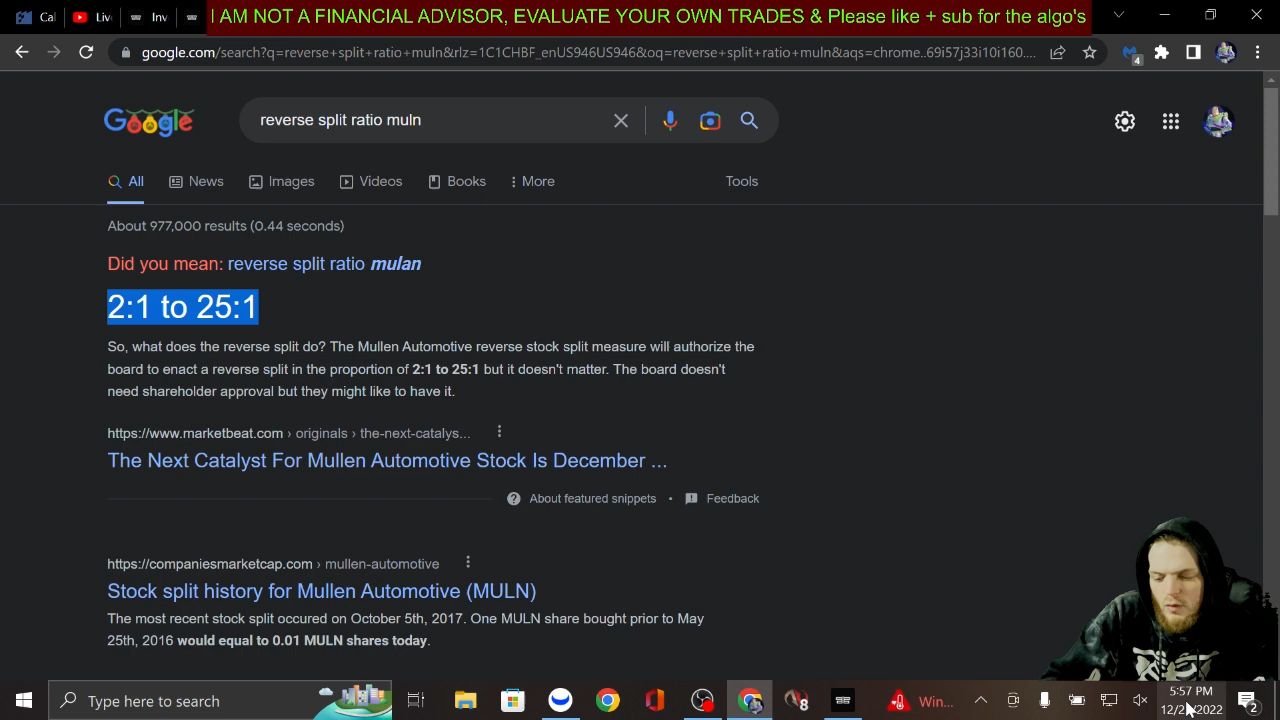 Cal
Liv
Inv
I AM NOT A FINANCIAL ADVISOR, EVALUATE YOUR OWN TRADES & Please like + sub for the algo's
google.com/search?q=reverse+split+ratio+muln&rlz=1C1CHBF_enUS946US946&oq=reverse+split+ratio+muln&aqs=chrome..69i57j33i10i160....
4
Google
reverse split ratio muln
All
News
Images
Videos
Books
More
Tools
About 977,000 results (0.44 seconds)
Did you mean: reverse split ratio mulan
2:1 to 25:1
So, what does the reverse split do? The Mullen Automotive reverse stock split measure will authorize the
board to enact a reverse split in the proportion of 2:1 to 25:1 but it doesn't matter. The board doesn't
need shareholder approval but they might like to have it.
https://www.marketbeat.com › originals › the-next-catalys...
The Next Catalyst For Mullen Automotive Stock Is December ...
About featured snippets • Feedback
https://companiesmarketcap.com › mullen-automotive
Stock split history for Mullen Automotive (MULN)
The most recent stock split occured on October 5th, 2017. One MULN share bought prior to May
25th, 2016 would equal to 0.01 MULN shares today.
Type here to search
8
Win...
5:57 PM
2